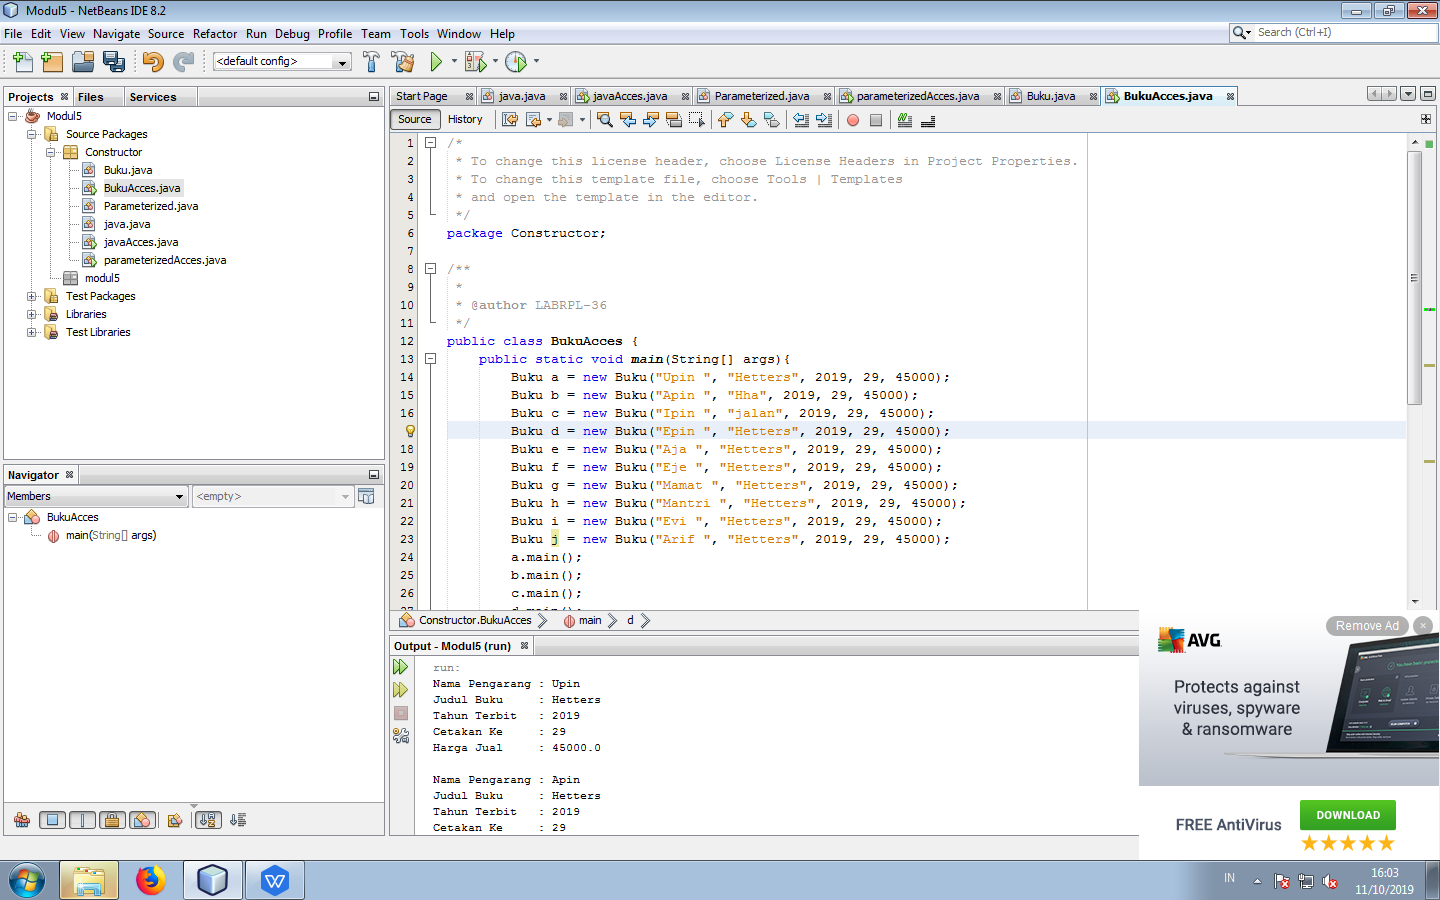 Modul5 - NetBeans IDE 8.2
File Edit View Navigate Source Refactor Run Debug Profile Team Tools Window Help
Search (Ctrl+I)
<default config>
Projects Files Services
Modul5
Source Packages
Constructor
Buku.java
BukuAcces.java
Parameterized.java
java.java
javaAcces.java
parameterizedAcces.java
modul5
Test Packages
Libraries
Test Libraries
Navigator
Members <empty>
BukuAcces
main(String[] args)
Start Page java.java javaAcces.java Parameterized.java parameterizedAcces.java Buku.java BukuAcces.java
Source History
1 /*
2 * To change this license header, choose License Headers in Project Properties.
3 * To change this template file, choose Tools | Templates
4 * and open the template in the editor.
5 */
6 package Constructor;
7
8 /**
9 *
10 * @author LABRPL-36
11 */
12 public class BukuAcces {
13 public static void main(String[] args){
14 Buku a = new Buku("Upin ", "Hetters", 2019, 29, 45000);
15 Buku b = new Buku("Apin ", "Hha", 2019, 29, 45000);
16 Buku c = new Buku("Ipin ", "jalan", 2019, 29, 45000);
Buku d = new Buku("Epin ", "Hetters", 2019, 29, 45000);
18 Buku e = new Buku("Aja ", "Hetters", 2019, 29, 45000);
19 Buku f = new Buku("Eje ", "Hetters", 2019, 29, 45000);
20 Buku g = new Buku("Mamat ", "Hetters", 2019, 29, 45000);
21 Buku h = new Buku("Mantri ", "Hetters", 2019, 29, 45000);
22 Buku i = new Buku("Evi ", "Hetters", 2019, 29, 45000);
23 Buku j = new Buku("Arif ", "Hetters", 2019, 29, 45000);
24 a.main();
25 b.main();
26 c.main();
27 d.main();
Constructor.BukuAcces main d
Output - Modul5 (run)
run:
Nama Pengarang : Upin
Judul Buku : Hetters
Tahun Terbit : 2019
Cetakan Ke : 29
Harga Jual : 45000.0
Nama Pengarang : Apin
Judul Buku : Hetters
Tahun Terbit : 2019
Cetakan Ke : 29
Remove Ad
AVG
Protects against
viruses, spyware
& ransomware
FREE AntiVirus
DOWNLOAD
IN
16:03
11/10/2019